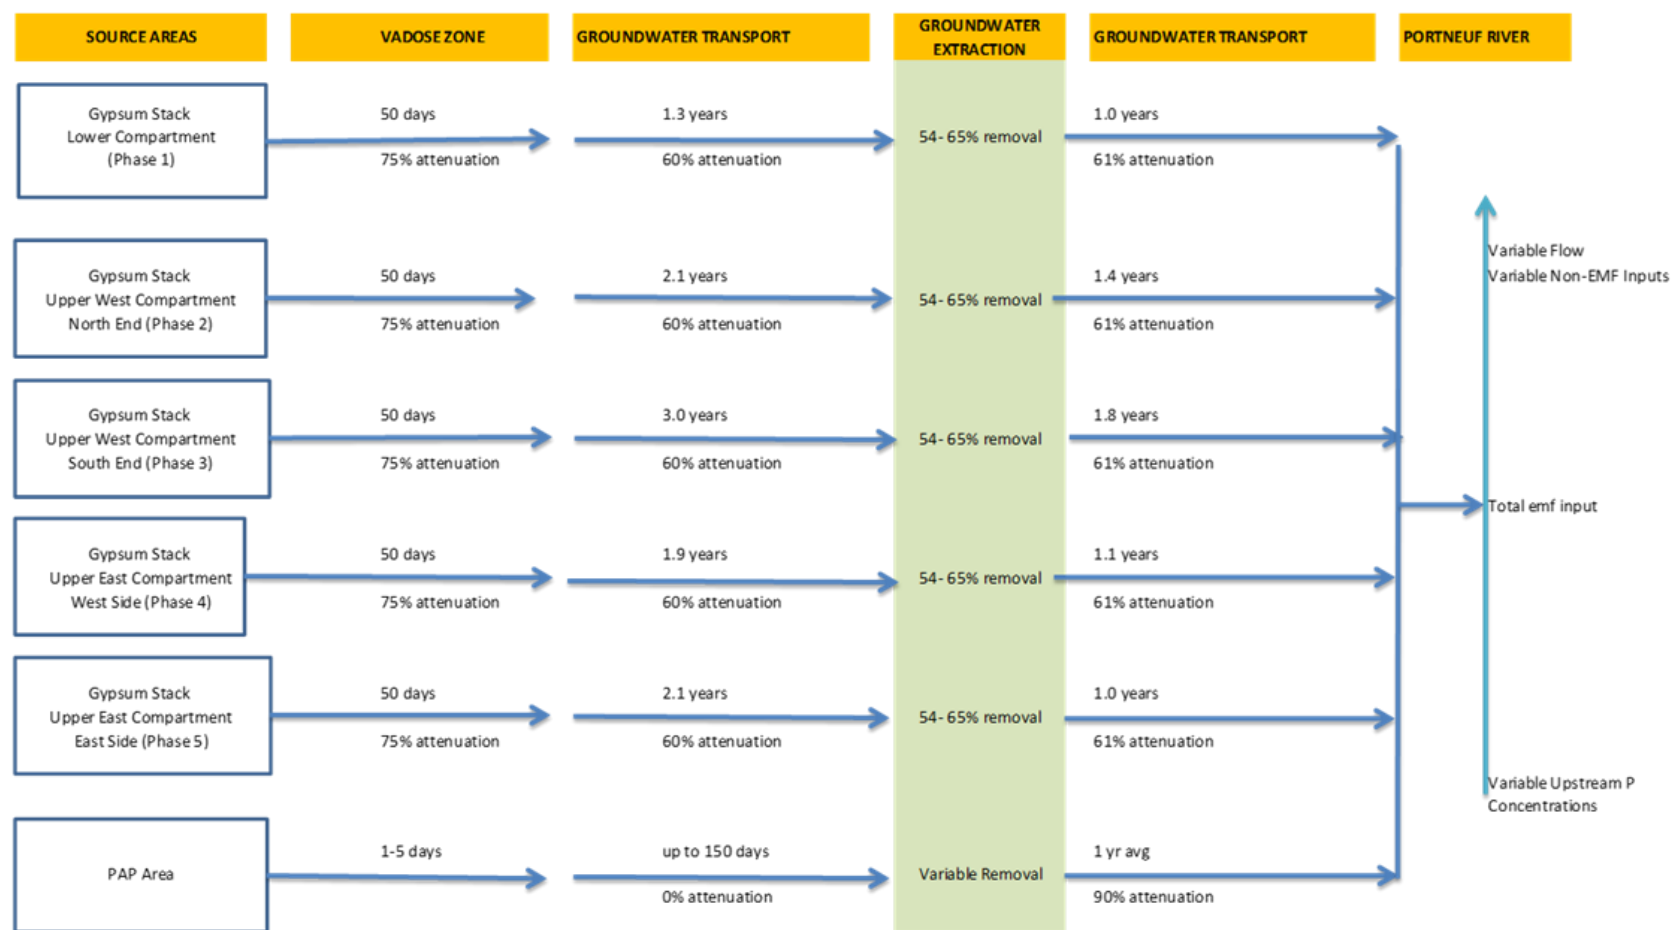 SOURCE AREAS
VADOSE ZONE
GROUNDWATER TRANSPORT
GROUNDWATER
EXTRACTION
GROUNDWATER TRANSPORT
PORTNEUF RIVER
Gypsum Stack
Lower Compartment
(Phase 1)
50 days
75% attenuation
1.3 years
60% attenuation
54- 65% removal
1.0 years
61% attenuation
Gypsum Stack
Upper West Compartment
North End (Phase 2)
50 days
75% attenuation
2.1 years
60% attenuation
54- 65% removal
1.4 years
61% attenuation
Variable Flow
Variable Non-EMF Inputs
Gypsum Stack
Upper West Compartment
South End (Phase 3)
50 days
75% attenuation
3.0 years
60% attenuation
54- 65% removal
1.8 years
61% attenuation
Total emf input
Gypsum Stack
Upper East Compartment
West Side (Phase 4)
50 days
75% attenuation
1.9 years
60% attenuation
54- 65% removal
1.1 years
61% attenuation
Gypsum Stack
Upper East Compartment
East Side (Phase 5)
50 days
75% attenuation
2.1 years
60% attenuation
54- 65% removal
1.0 years
61% attenuation
Variable Upstream P
Concentrations
PAP Area
1-5 days
up to 150 days
0% attenuation
Variable Removal
1 yr avg
90% attenuation